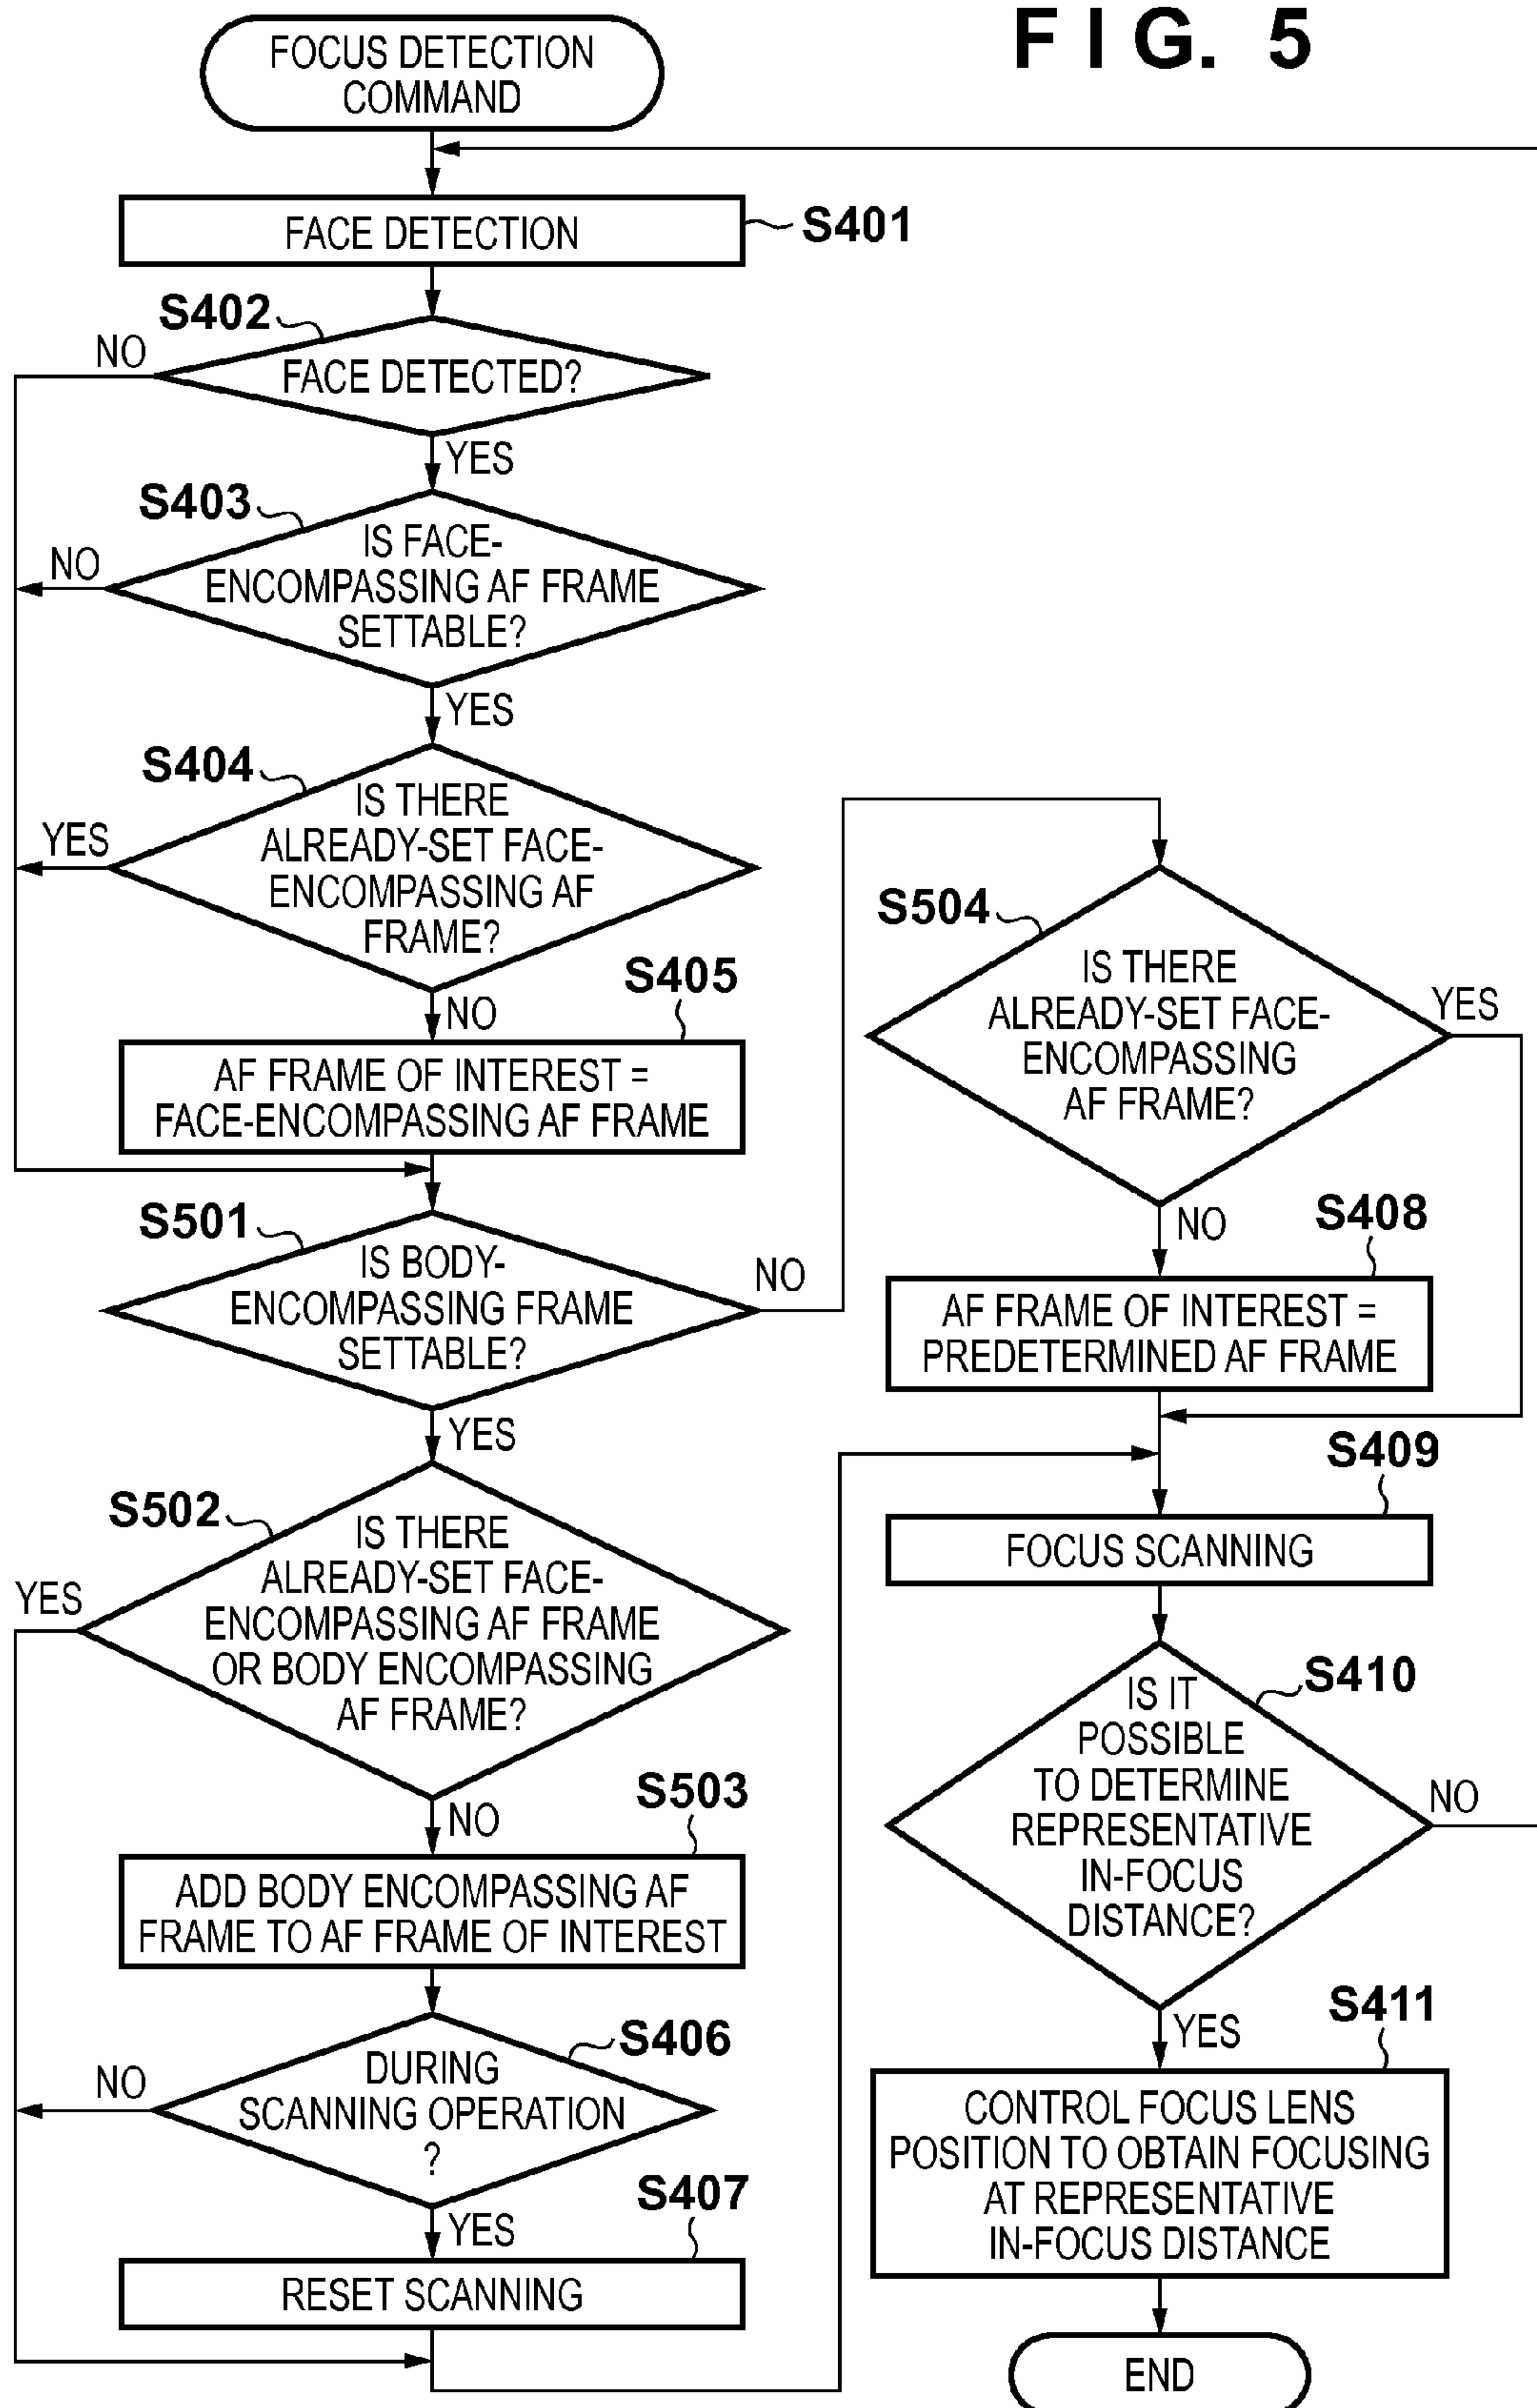 FIG. 5
FOCUS DETECTION
COMMAND
FACE DETECTION
S401
S402
NO
FACE DETECTED?
YES
S403
NO
IS FACE-
ENCOMPASSING AF FRAME
SETTABLE?
YES
S404
YES
IS THERE
ALREADY-SET FACE-
ENCOMPASSING AF
FRAME?
NO
S405
AF FRAME OF INTEREST =
FACE-ENCOMPASSING AF FRAME
S501
IS BODY-
ENCOMPASSING FRAME
SETTABLE?
NO
YES
S502
YES
IS THERE
ALREADY-SET FACE-
ENCOMPASSING AF FRAME
OR BODY ENCOMPASSING
AF FRAME?
NO
S503
ADD BODY ENCOMPASSING AF
FRAME TO AF FRAME OF INTEREST
S406
NO
DURING
SCANNING OPERATION
?
YES
S407
RESET SCANNING
S504
IS THERE
ALREADY-SET FACE-
ENCOMPASSING
AF FRAME?
YES
NO
S408
AF FRAME OF INTEREST =
PREDETERMINED AF FRAME
S409
FOCUS SCANNING
S410
IS IT
POSSIBLE
TO DETERMINE
REPRESENTATIVE
IN-FOCUS
DISTANCE?
NO
YES
S411
CONTROL FOCUS LENS
POSITION TO OBTAIN FOCUSING
AT REPRESENTATIVE
IN-FOCUS DISTANCE
END